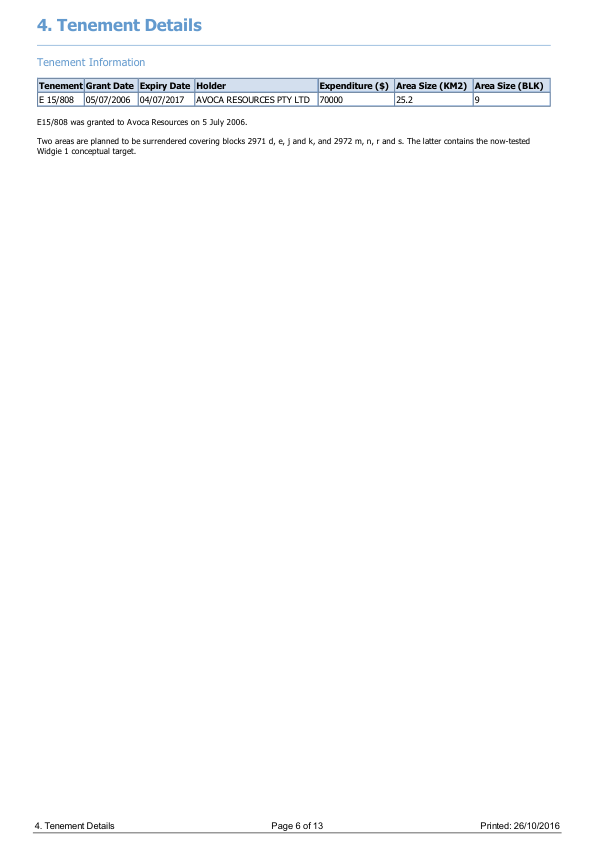 4. Tenement Details
Tenement Information
Tenement Grant Date Expiry Date Holder Expenditure ($) Area Size (KM2) Area Size (BLK)
E 15/808 05/07/2006 04/07/2017 AVOCA RESOURCES PTY LTD 70000 25.2 9
E15/808 was granted to Avoca Resources on 5 July 2006.
Two areas are planned to be surrendered covering blocks 2971 d, e, j and k, and 2972 m, n, r and s. The latter contains the now-tested
Widgie 1 conceptual target.
4. Tenement Details Page 6 of 13 Printed: 26/10/2016